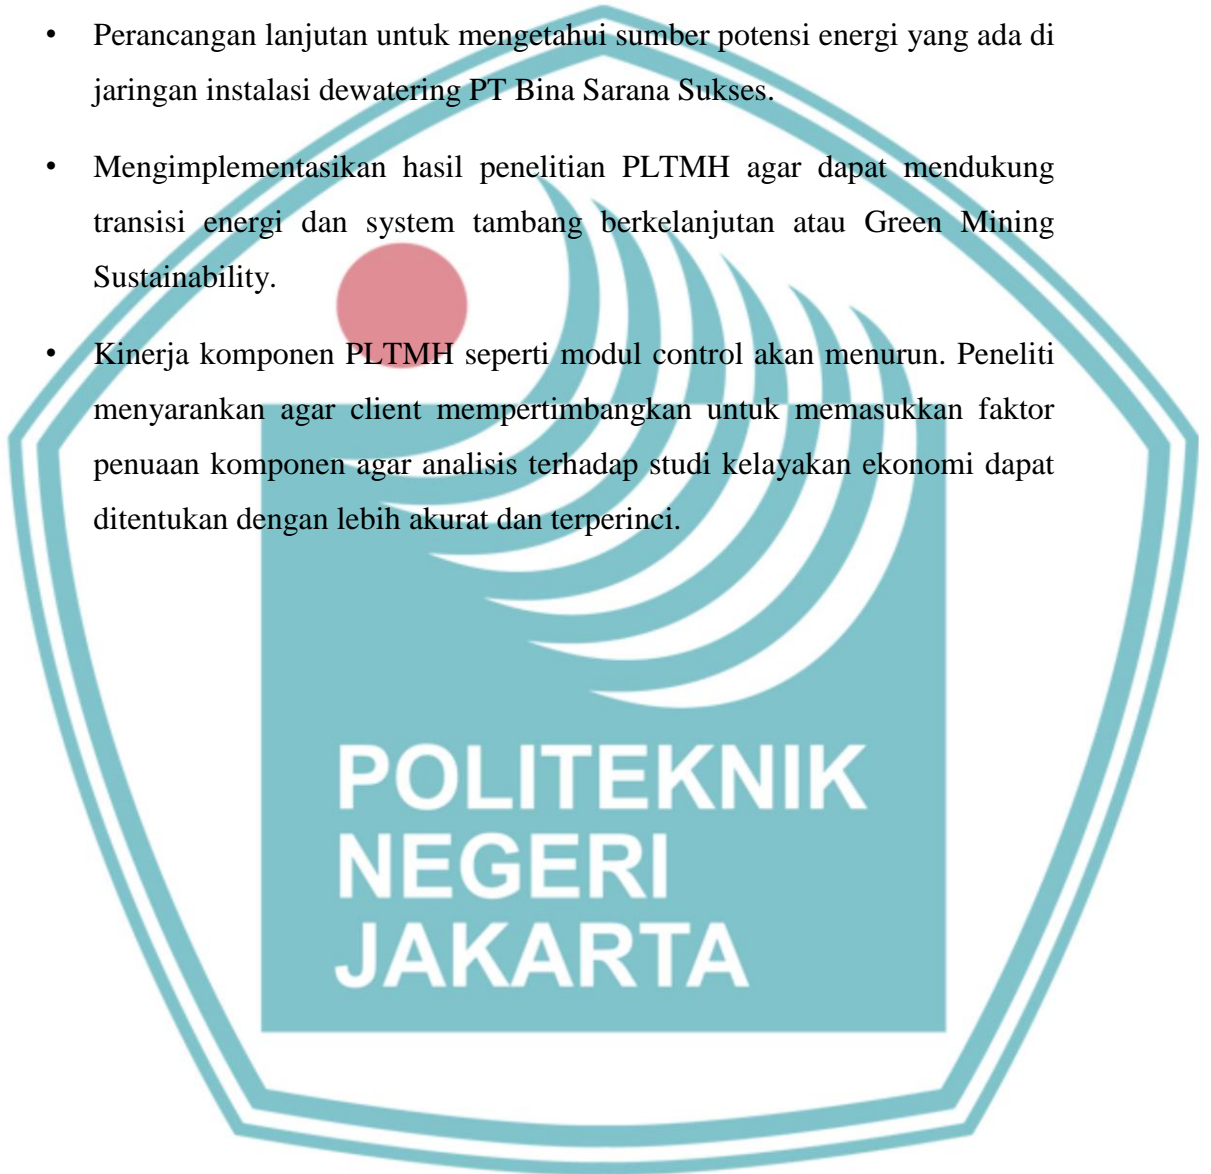 • Perancangan lanjutan untuk mengetahui sumber potensi energi yang ada di
jaringan instalasi dewatering PT Bina Sarana Sukses.
• Mengimplementasikan hasil penelitian PLTMH agar dapat mendukung
transisi energi dan system tambang berkelanjutan atau Green Mining
Sustainability.
• Kinerja komponen PLTMH seperti modul control akan menurun. Peneliti
menyarankan agar client mempertimbangkan untuk memasukkan faktor
penuaan komponen agar analisis terhadap studi kelayakan ekonomi dapat
ditentukan dengan lebih akurat dan terperinci.
POLITEKNIK
NEGERI
JAKARTA